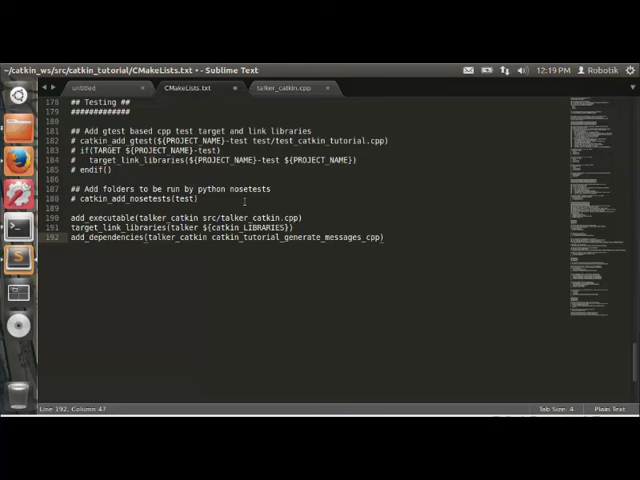 ~/catkin_ws/src/catkin_tutorial/CMakeLists.txt • - Sublime Text
12:19 PM
Robotik
untitled
CMakeLists.txt
talker_catkin.cpp
178 ## Testing ##
179 #############
180
181 ## Add gtest based cpp test target and link libraries
182 # catkin_add_gtest(${PROJECT_NAME}-test test/test_catkin_tutorial.cpp)
183 # if(TARGET ${PROJECT_NAME}-test)
184 #   target_link_libraries(${PROJECT_NAME}-test ${PROJECT_NAME})
185 # endif()
186
187 ## Add folders to be run by python nosetests
188 # catkin_add_nosetests(test)
189
190 add_executable(talker_catkin src/talker_catkin.cpp)
191 target_link_libraries(talker ${catkin_LIBRARIES})
192 add_dependencies(talker_catkin catkin_tutorial_generate_messages_cpp)
Line 192, Column 47
Tab Size: 4
Plain Text